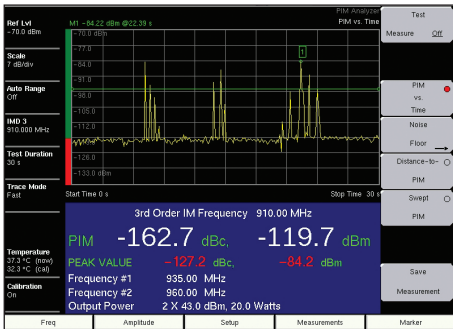 PIM Analyzer
Ref Lvl
-70.0 dBm
M1 -84.22 dBm @22.39 s
PIM vs. Time
Test
Measure Off
-70.0 dBm
-77.0
-84.0
-91.0
-98.0
-105.0
-112.0
-126.0
-133.0 dBm
1
Scale
7 dB/div
Auto Range
Off
IMD 3
910.000 MHz
Test Duration
30 s
Trace Mode
Fast
PIM
vs.
Time
Noise
Floor
Distance-to-
PIM
Swept
PIM
Start Time 0 s
Stop Time 30 s
3rd Order IM Frequency 910.00 MHz
PIM -162.7 dBc, -119.7 dBm
PEAK VALUE -127.2 dBc, -84.2 dBm
Frequency #1 935.00 MHz
Frequency #2 960.00 MHz
Output Power 2 X 43.0 dBm, 20.0 Watts
Temperature
37.3 °C (now)
32.3 °C (cal)
Calibration
On
Save
Measurement
Freq
Amplitude
Setup
Measurements
Marker